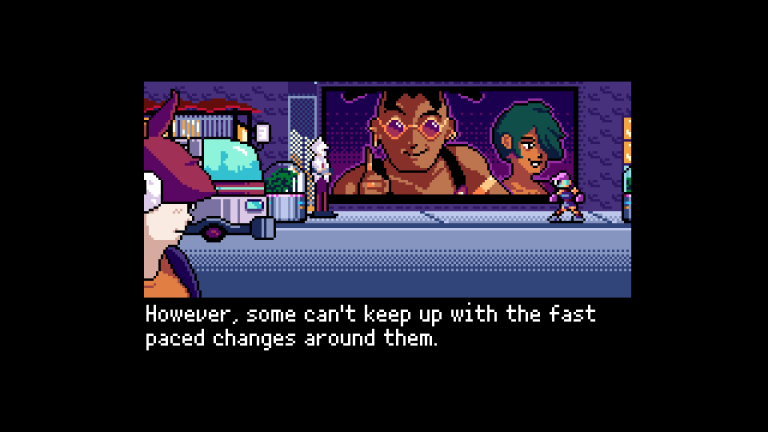 However, some can't keep up with the fast
paced changes around them.